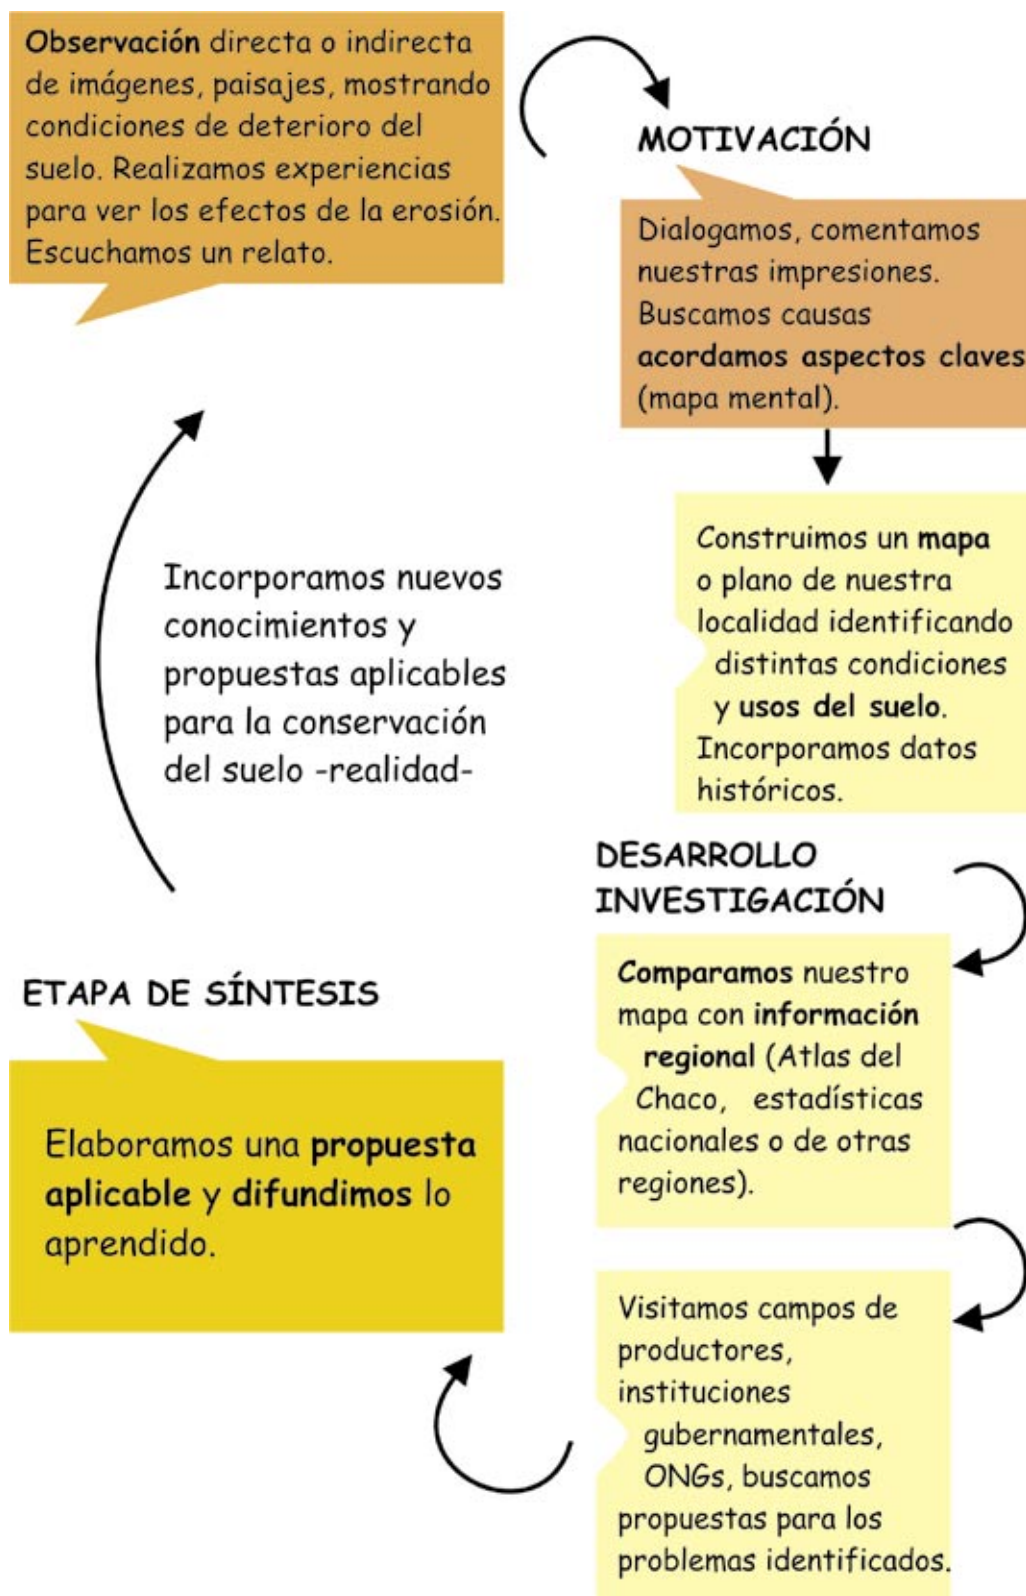 Observación directa o indirecta
de imágenes, paisajes, mostrando
condiciones de deterioro del
suelo. Realizamos experiencias
para ver los efectos de la erosión.
Escuchamos un relato.
MOTIVACIÓN
Dialogamos, comentamos
nuestras impresiones.
Buscamos causas
acordamos aspectos claves
(mapa mental).
Construimos un mapa
o plano de nuestra
localidad identificando
distintas condiciones
y usos del suelo.
Incorporamos datos
históricos.
DESARROLLO
INVESTIGACIÓN
Comparamos nuestro
mapa con información
regional (Atlas del
Chaco, estadísticas
nacionales o de otras
regiones).
Visitamos campos de
productores,
instituciones
gubernamentales,
ONGs, buscamos
propuestas para los
problemas identificados.
ETAPA DE SÍNTESIS
Elaboramos una propuesta
aplicable y difundimos lo
aprendido.
Incorporamos nuevos
conocimientos y
propuestas aplicables
para la conservación
del suelo -realidad-